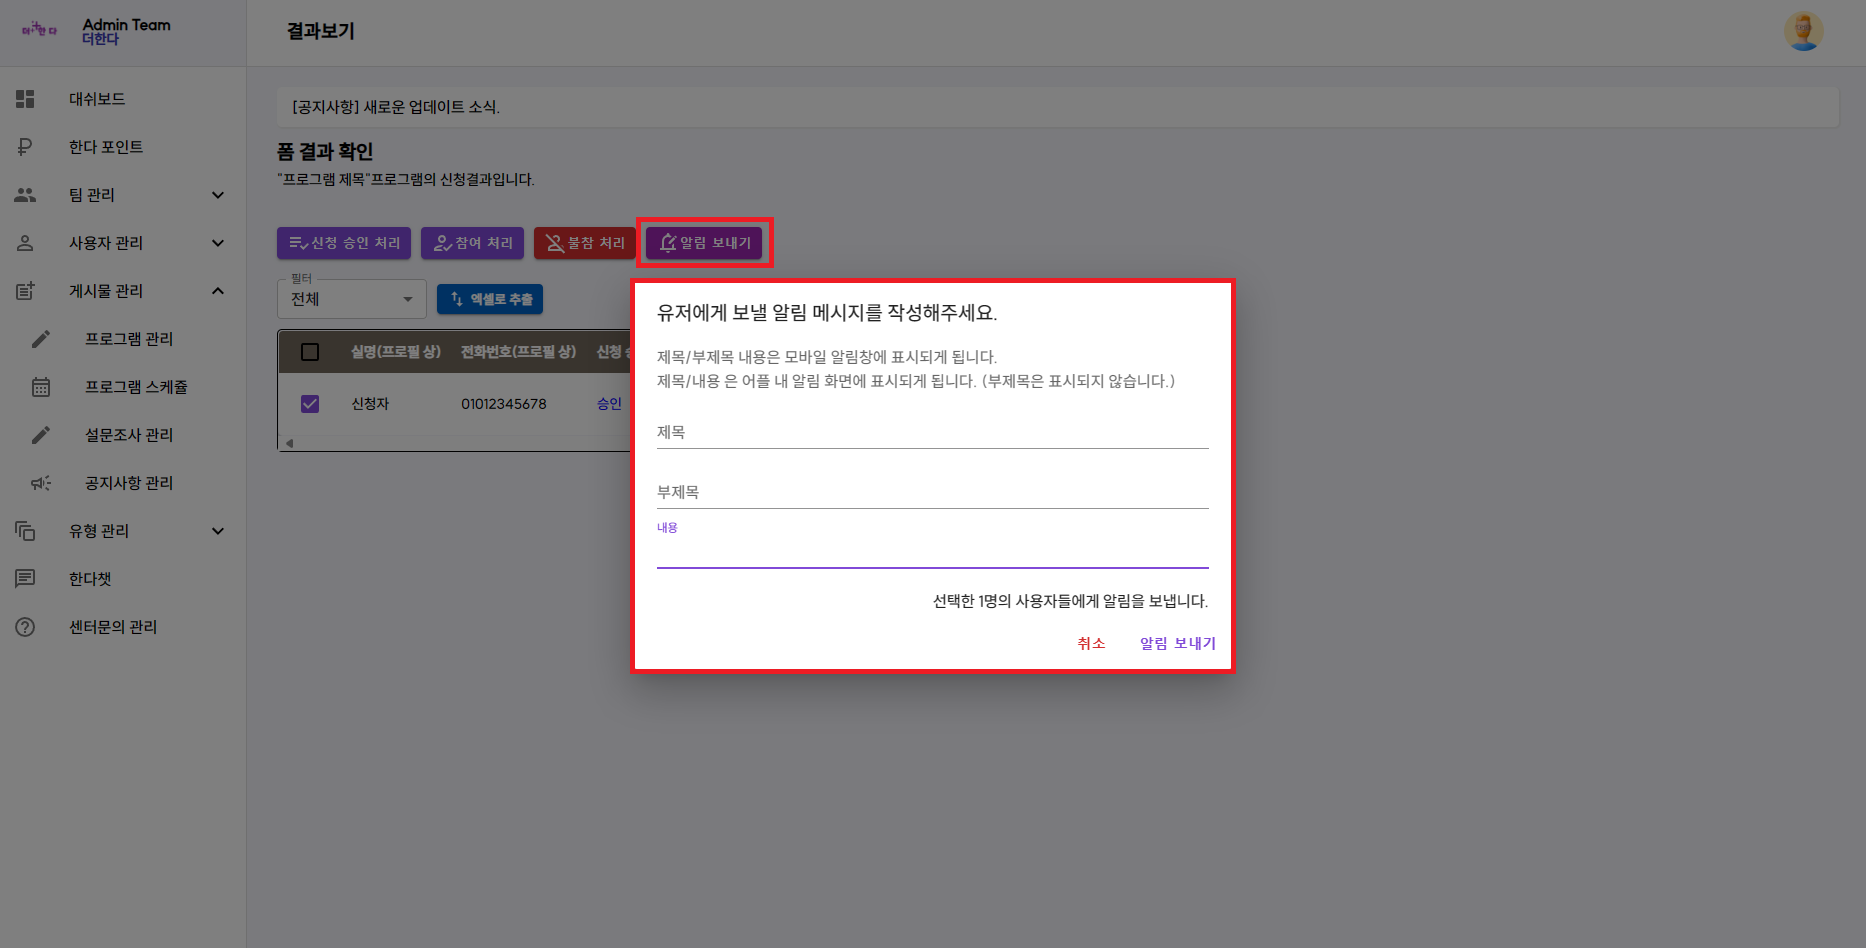 더한다
Admin Team
더한다
결과보기
대쉬보드
한다 포인트
팀 관리
사용자 관리
게시물 관리
프로그램 관리
프로그램 스케쥴
설문조사 관리
공지사항 관리
유형 관리
한다챗
센터문의 관리
[공지사항] 새로운 업데이트 소식.
폼 결과 확인
"프로그램 제목"프로그램의 신청결과입니다.
신청 승인 처리
참여 처리
불참 처리
알림 보내기
필터
전체
엑셀로 추출
실명(프로필 상) 전화번호(프로필 상) 신청
신청자 01012345678 승인
유저에게 보낼 알림 메시지를 작성해주세요.
제목/부제목 내용은 모바일 알림창에 표시되게 됩니다.
제목/내용 은 어플 내 알림 화면에 표시되게 됩니다. (부제목은 표시되지 않습니다.)
제목
부제목
내용
선택한 1명의 사용자들에게 알림을 보냅니다.
취소
알림 보내기